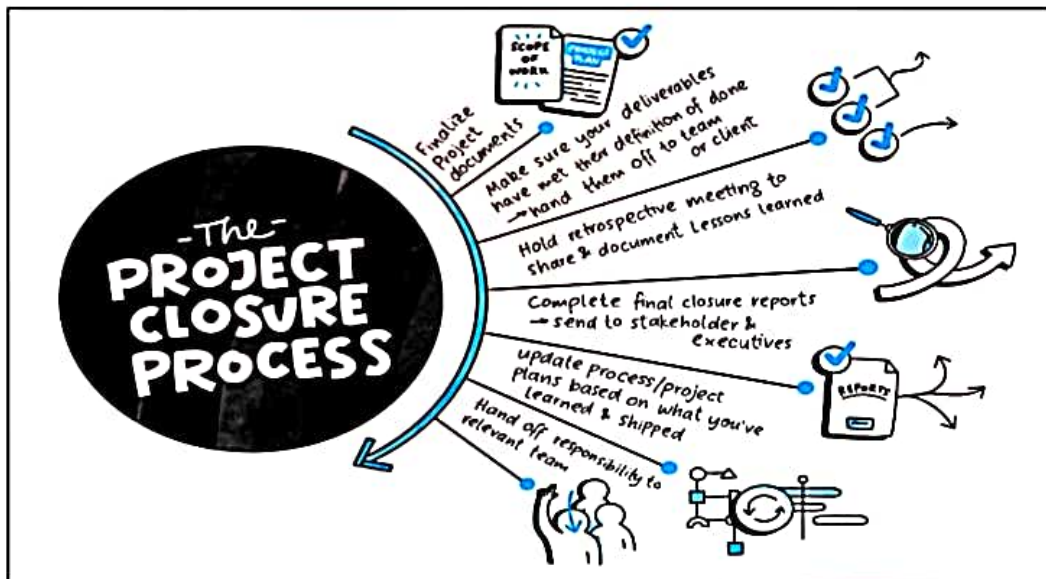 -The-
PROJECT
CLOSURE
PROCESS
SCOPE
OF
WORK
PROJECT
PLAN
Finalize
Project
documents
Make sure your deliverables
have met their definition of done
→ hand them off to team
or client
Hold retrospective meeting to
share & document lessons learned
Complete final closure reports
→ send to stakeholder &
executives
REPORTS
update process/project
plans based on what you've
learned & shipped
Hand off responsibility to
relevant team